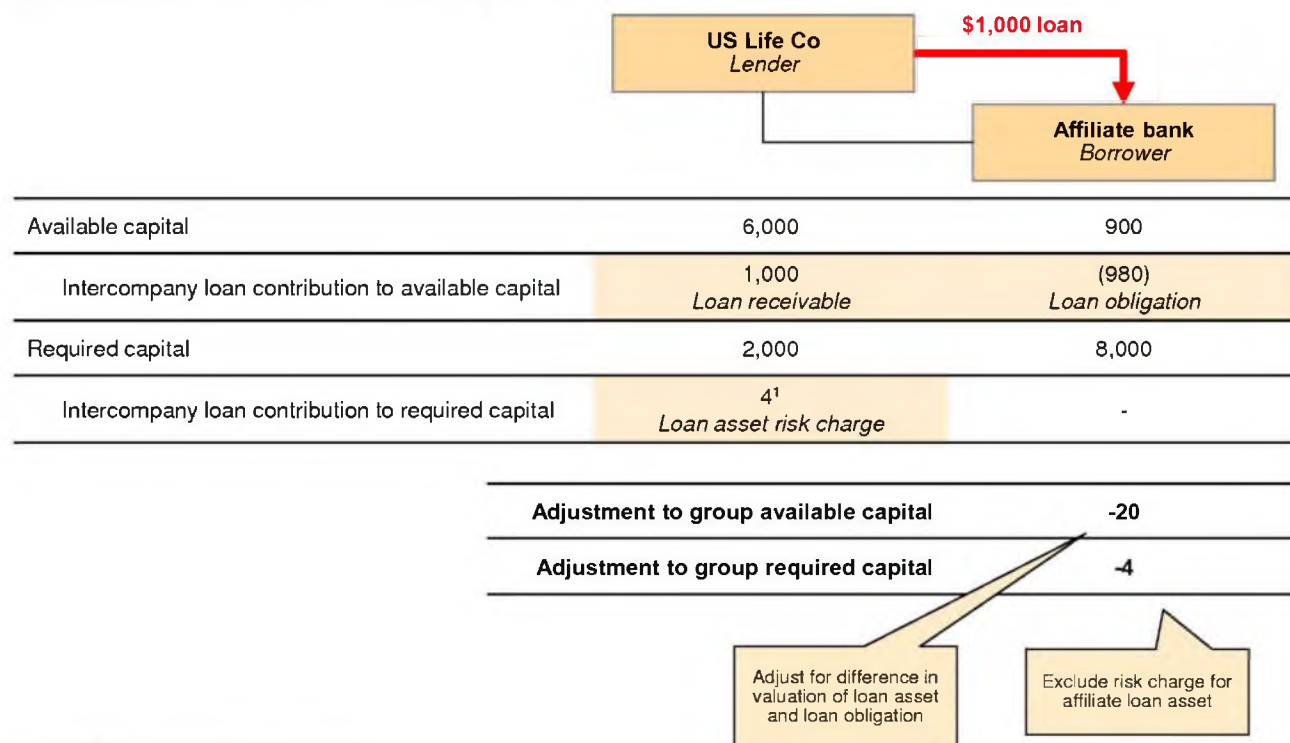 $1,000 loan
US Life Co
Lender
Affiliate bank
Borrower
Available capital 6,000 900
Intercompany loan contribution to available capital 1,000 (980)
Loan receivable Loan obligation
Required capital 2,000 8,000
Intercompany loan contribution to required capital 4¹ -
Loan asset risk charge
Adjustment to group available capital -20
Adjustment to group required capital -4
Adjust for difference in
valuation of loan asset
and loan obligation
Exclude risk charge for
affiliate loan asset